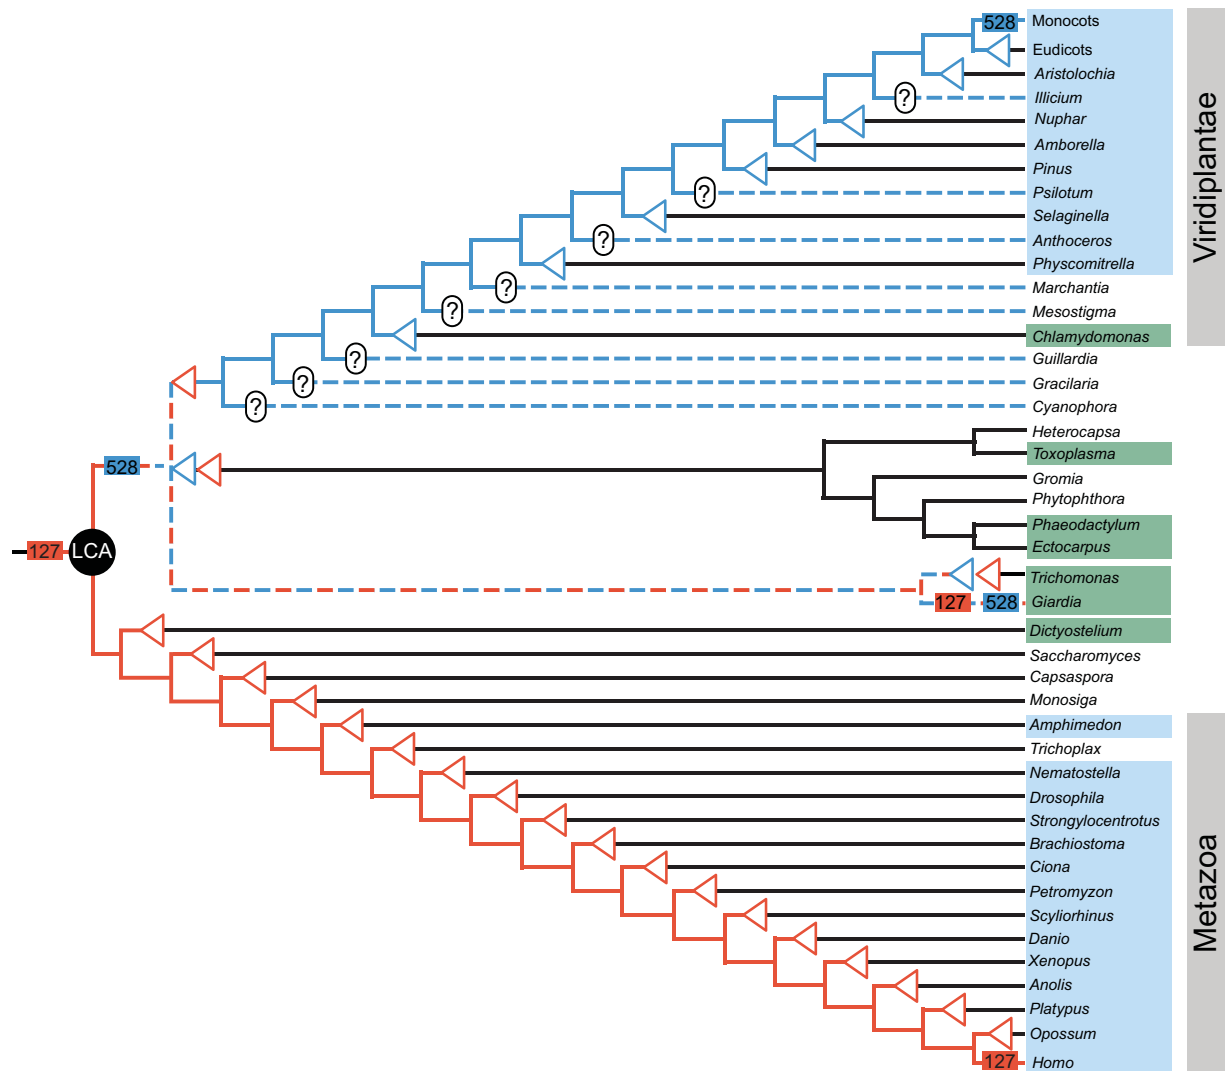 528 Monocots
Eudicots
Aristolochia
? Illicium
Nuphar
Amborella
Pinus
? Psilotum
Selaginella
? Anthoceros
Physcomitrella
? Marchantia
? Mesostigma
Chlamydomonas
? Guillardia
? Gracilaria
? Cyanophora
Viridiplantae
Heterocapsa
Toxoplasma
528
Gromia
Phytophthora
Phaeodactylum
127 LCA
Ectocarpus
Trichomonas
127 528 Giardia
Dictyostelium
Saccharomyces
Capsaspora
Monosiga
Amphimedon
Trichoplax
Nematostella
Drosophila
Strongylocentrotus
Brachiostoma
Ciona
Petromyzon
Scyliorhinus
Danio
Xenopus
Anolis
Platypus
Opossum
127 Homo
Metazoa